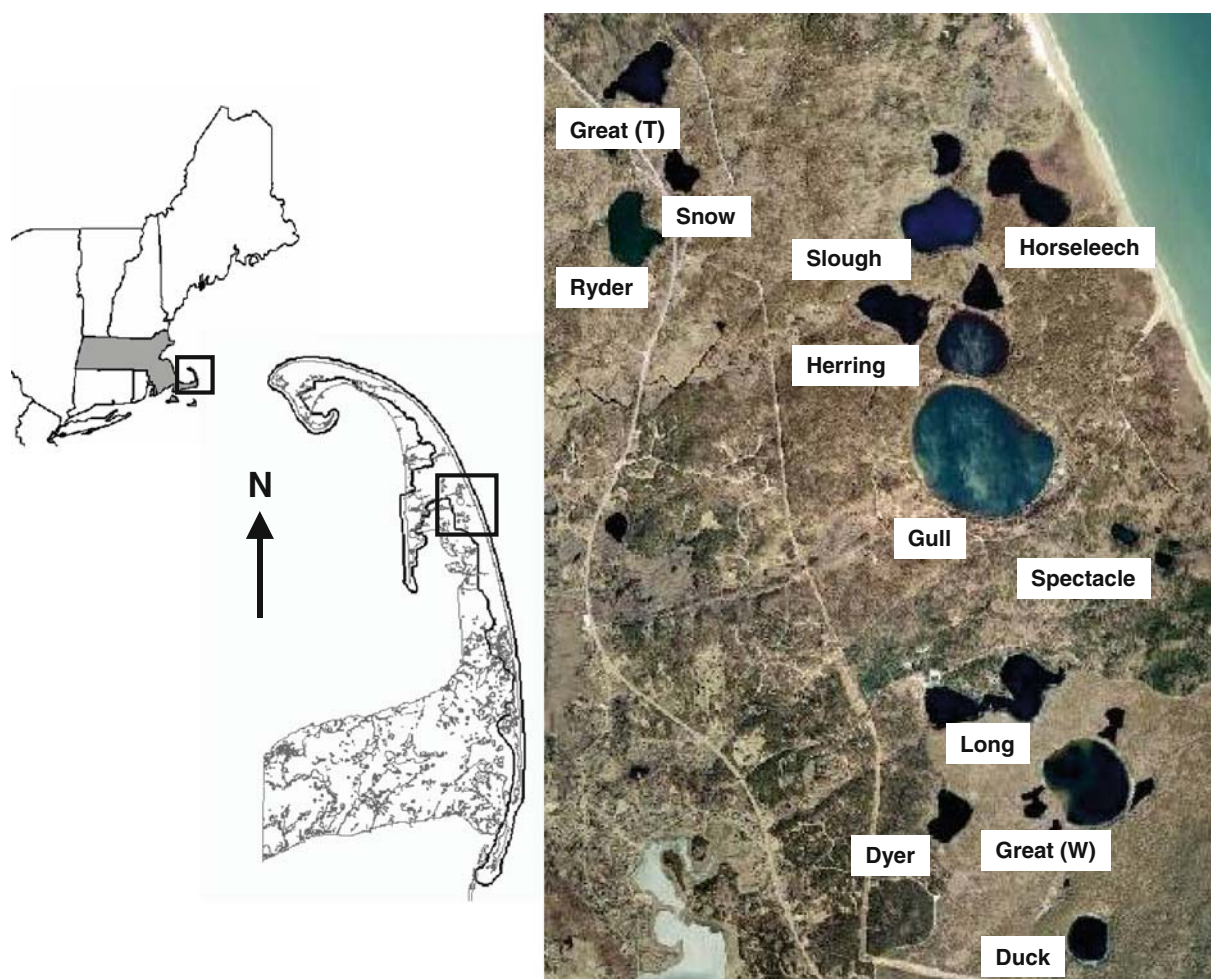 N
Great (T)
Snow
Ryder
Slough
Horseleech
Herring
Gull
Spectacle
Long
Dyer
Great (W)
Duck